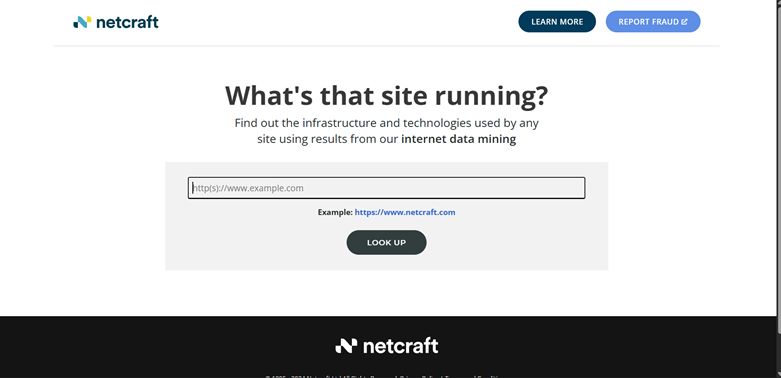 netcraft
LEARN MORE
REPORT FRAUD
What's that site running?
Find out the infrastructure and technologies used by any
site using results from our internet data mining
http(s)://www.example.com
Example: https://www.netcraft.com
LOOK UP
netcraft